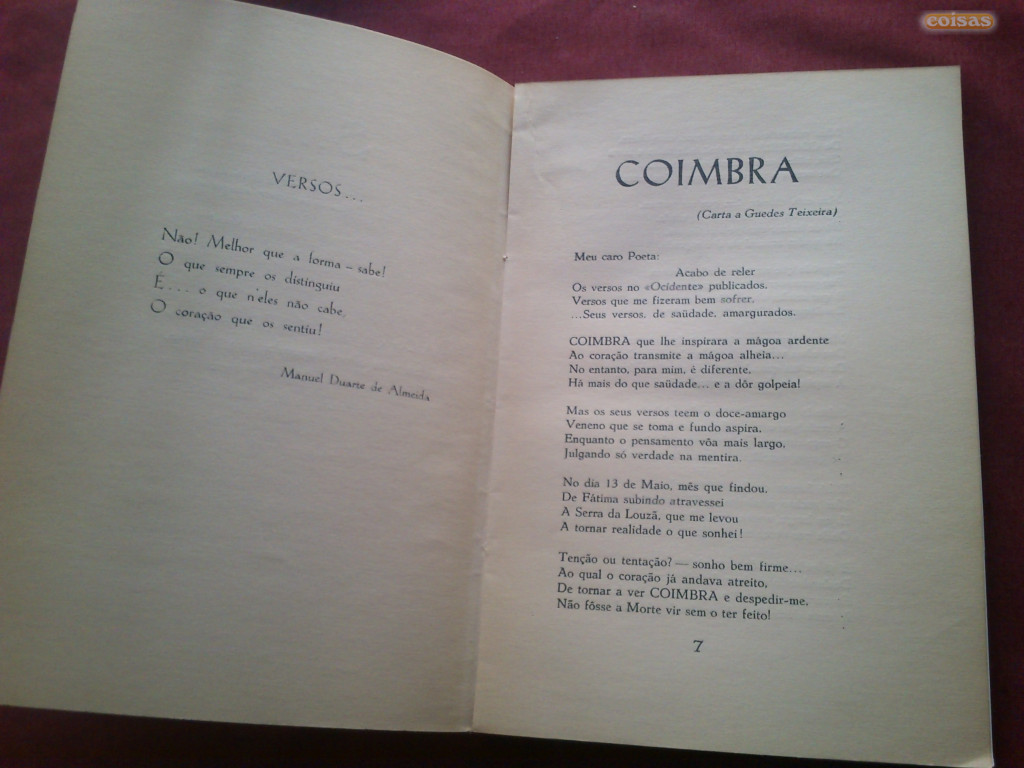 VERSOS...
Não! Melhor que a forma – sabe!
O que sempre os distinguiu
É... o que n'eles não cabe,
O coração que os sentiu!
Manuel Duarte de Almeida
COIMBRA
(Carta a Guedes Teixeira)
Meu caro Poeta:
Acabo de reler
Os versos no «Ocidente» publicados.
Versos que me fizeram bem sofrer.
...Seus versos, de saüdade, amargurados.
COIMBRA que lhe inspirara a mágoa ardente
Ao coração transmite a mágoa alheia...
No entanto, para mim, é diferente.
Há mais do que saüdade... e a dôr golpeia!
Mas os seus versos teem o doce-amargo
Veneno que se toma e fundo aspira.
Enquanto o pensamento vôa mais largo,
Julgando só verdade na mentira.
No dia 13 de Maio, mês que findou,
De Fátima subindo atravessei
A Serra da Louzã, que me levou
A tornar realidade o que sonhei!
Tenção ou tentação? — sonho bem firme...
Ao qual o coração já andava atreito,
De tornar a ver COIMBRA e despedir-me.
Não fôsse a Morte vir sem o ter feito!
7
coisas